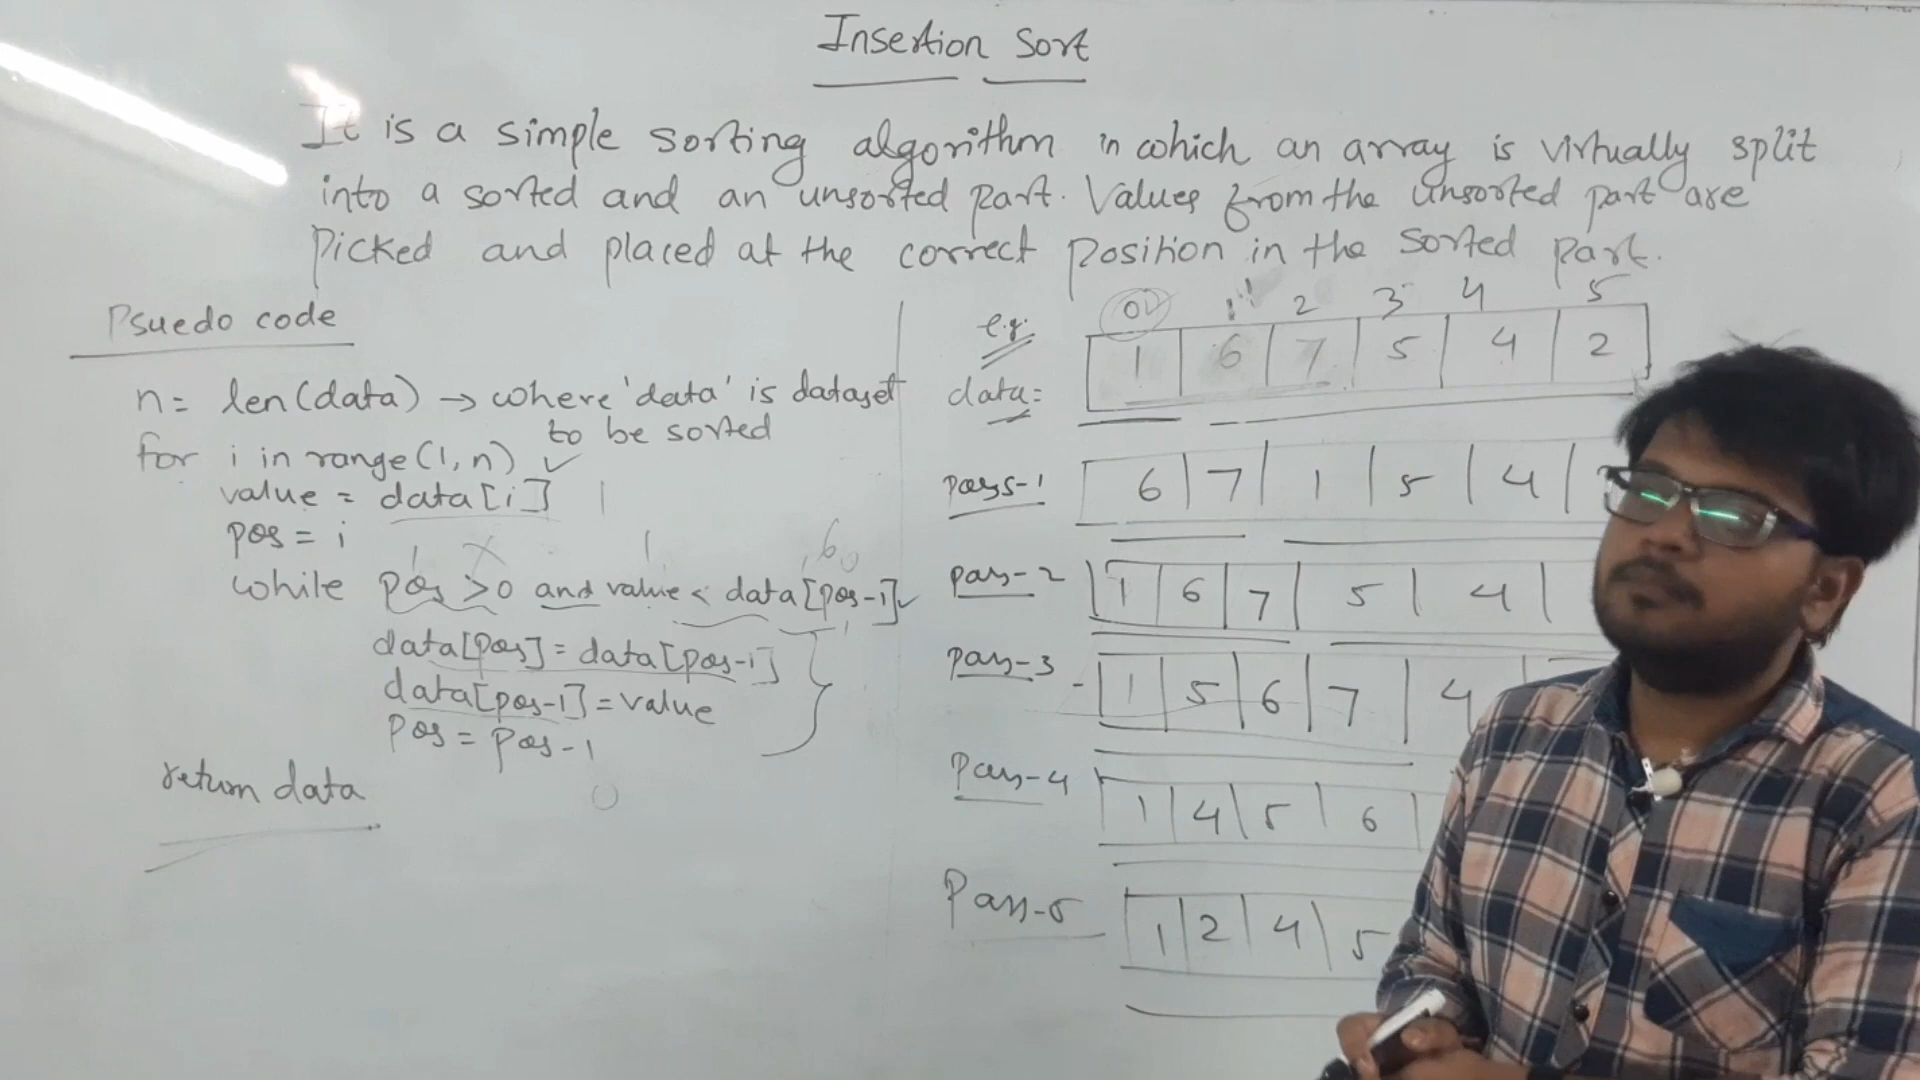 Insertion Sort
It is a simple sorting algorithm in which an array is virtually split
into a sorted and an unsorted part. Values from the unsorted part are
Picked and placed at the correct position in the sorted part.
Psuedo code
n= len(data) → where 'data' is dataset
to be sorted
for i in range(1, n) ✓
value = data[i] 1
pos = i
1 1 6
while pos >0 and value < data[pos-1]
data[pos] = data[pos-1]
data[pos-1] = value
pos = pos-1
0
return data
e.g.
0 1 2 3 4 5
data= 1 6 7 5 4 2
pass-1 6 7 1 5 4
pass-2 1 6 7 5 4
pass-3 1 5 6 7 4
Pass-4 1 4 5 6
Pass-5 1 2 4 5